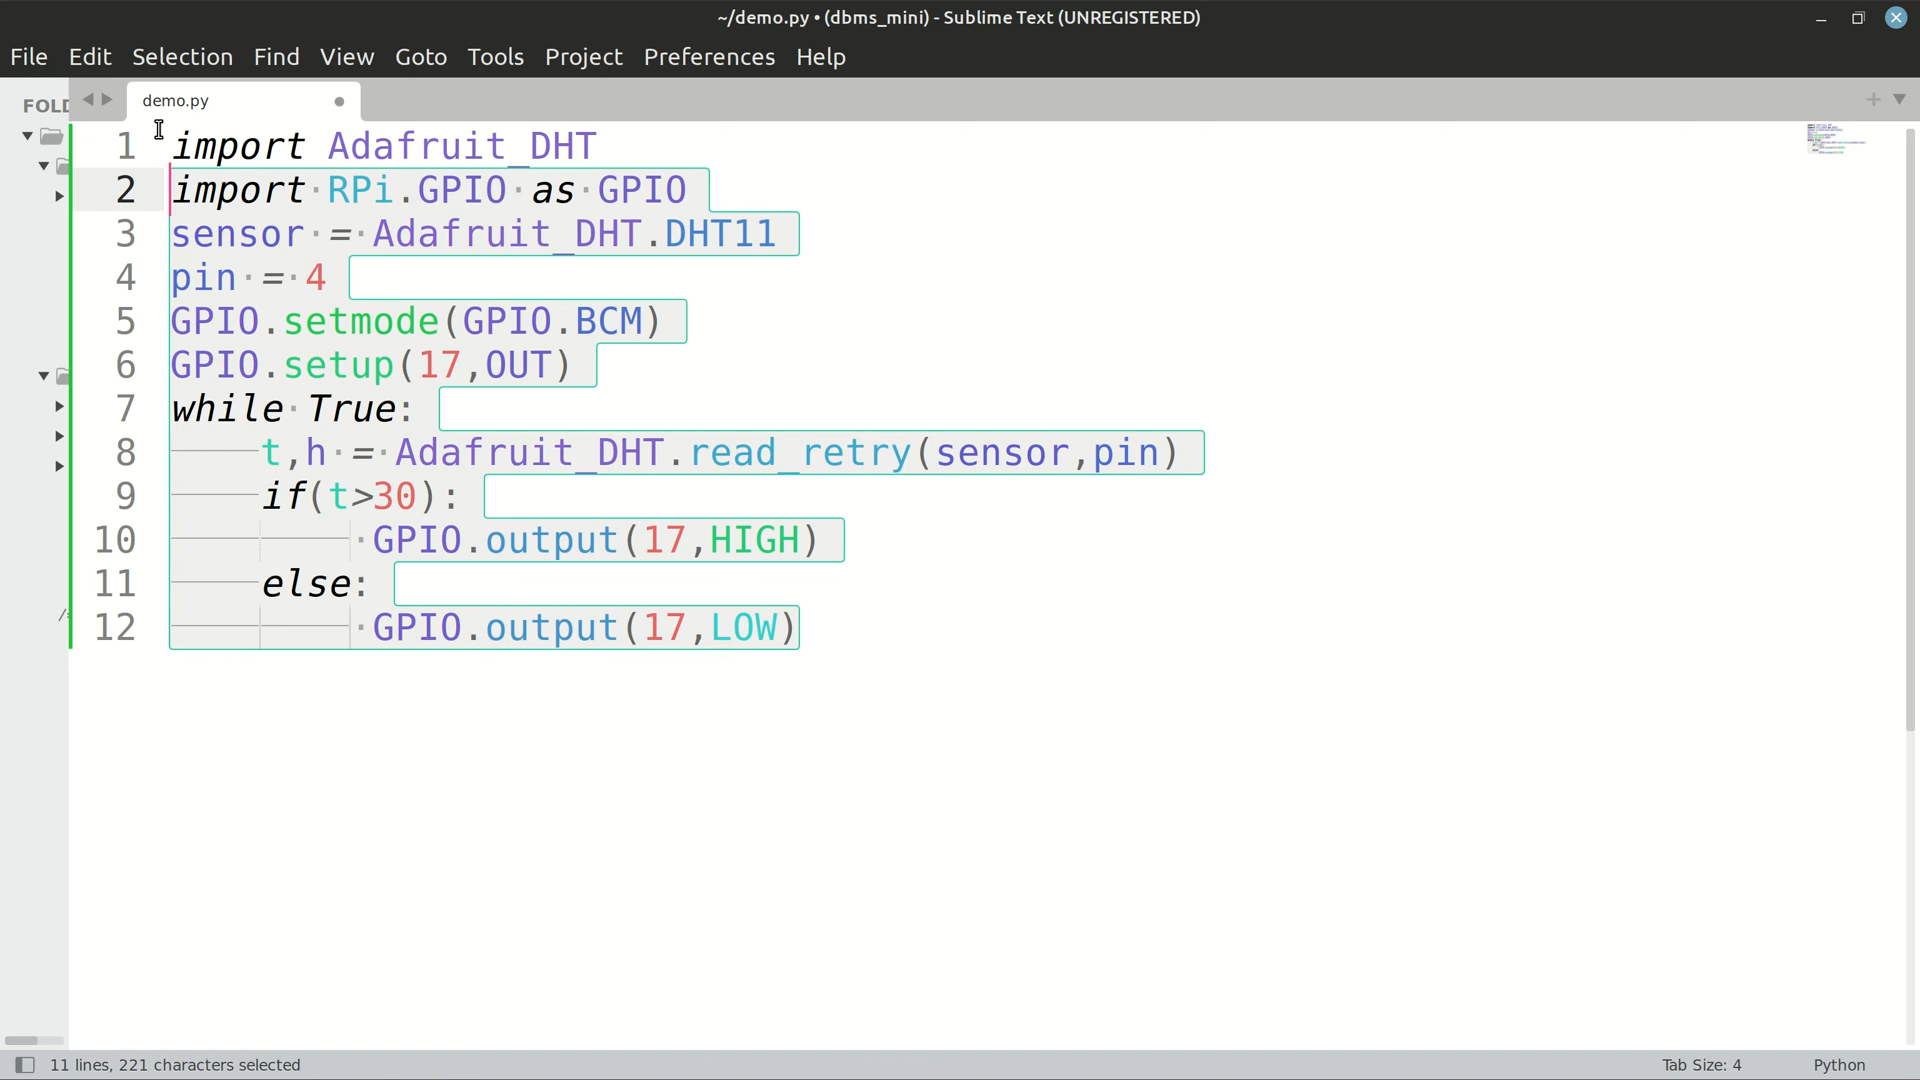 ~/demo.py • (dbms_mini) - Sublime Text (UNREGISTERED)
File Edit Selection Find View Goto Tools Project Preferences Help
FOLD
demo.py
1 import Adafruit_DHT
2 import RPi.GPIO as GPIO
3 sensor = Adafruit_DHT.DHT11
4 pin = 4
5 GPIO.setmode(GPIO.BCM)
6 GPIO.setup(17,OUT)
7 while True:
8 t,h = Adafruit_DHT.read_retry(sensor,pin)
9 if(t>30):
10 GPIO.output(17,HIGH)
11 else:
12 GPIO.output(17,LOW)
11 lines, 221 characters selected
Tab Size: 4
Python